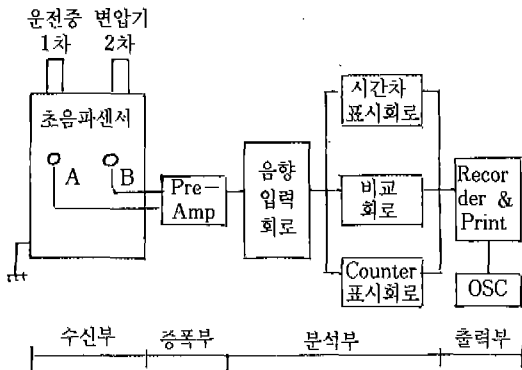 운전중 변압기
1차 2차
초음파센서
A B
Pre-
Amp
음향
입력
회로
시간차
표시회로
비교
회로
Counter
표시회로
Recor
der &
Print
OSC
수신부 증폭부 분석부 출력부